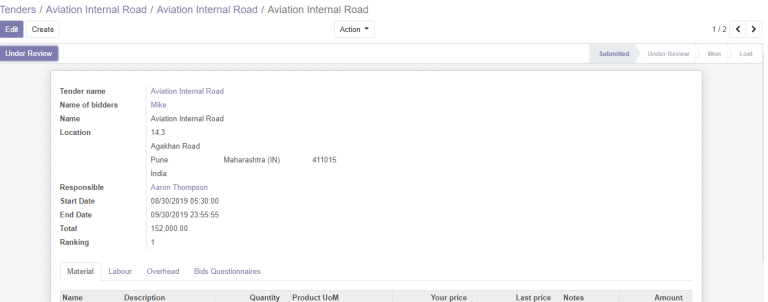 Tenders / Aviation Internal Road / Aviation Internal Road / Aviation Internal Road
Edit Create Action 1 / 2
Under Review Submitted Under Review Won Lost
Tender name Aviation Internal Road
Name of bidders Mike
Name Aviation Internal Road
Location 14,3
Agakhan Road
Pune Maharashtra (IN) 411015
India
Responsible Aaron Thompson
Start Date 08/30/2019 05:30:00
End Date 09/30/2019 23:55:55
Total 152,000.00
Ranking 1
Material Labour Overhead Bids Questionnaires
Name Description Quantity Product UoM Your price Last price Notes Amount